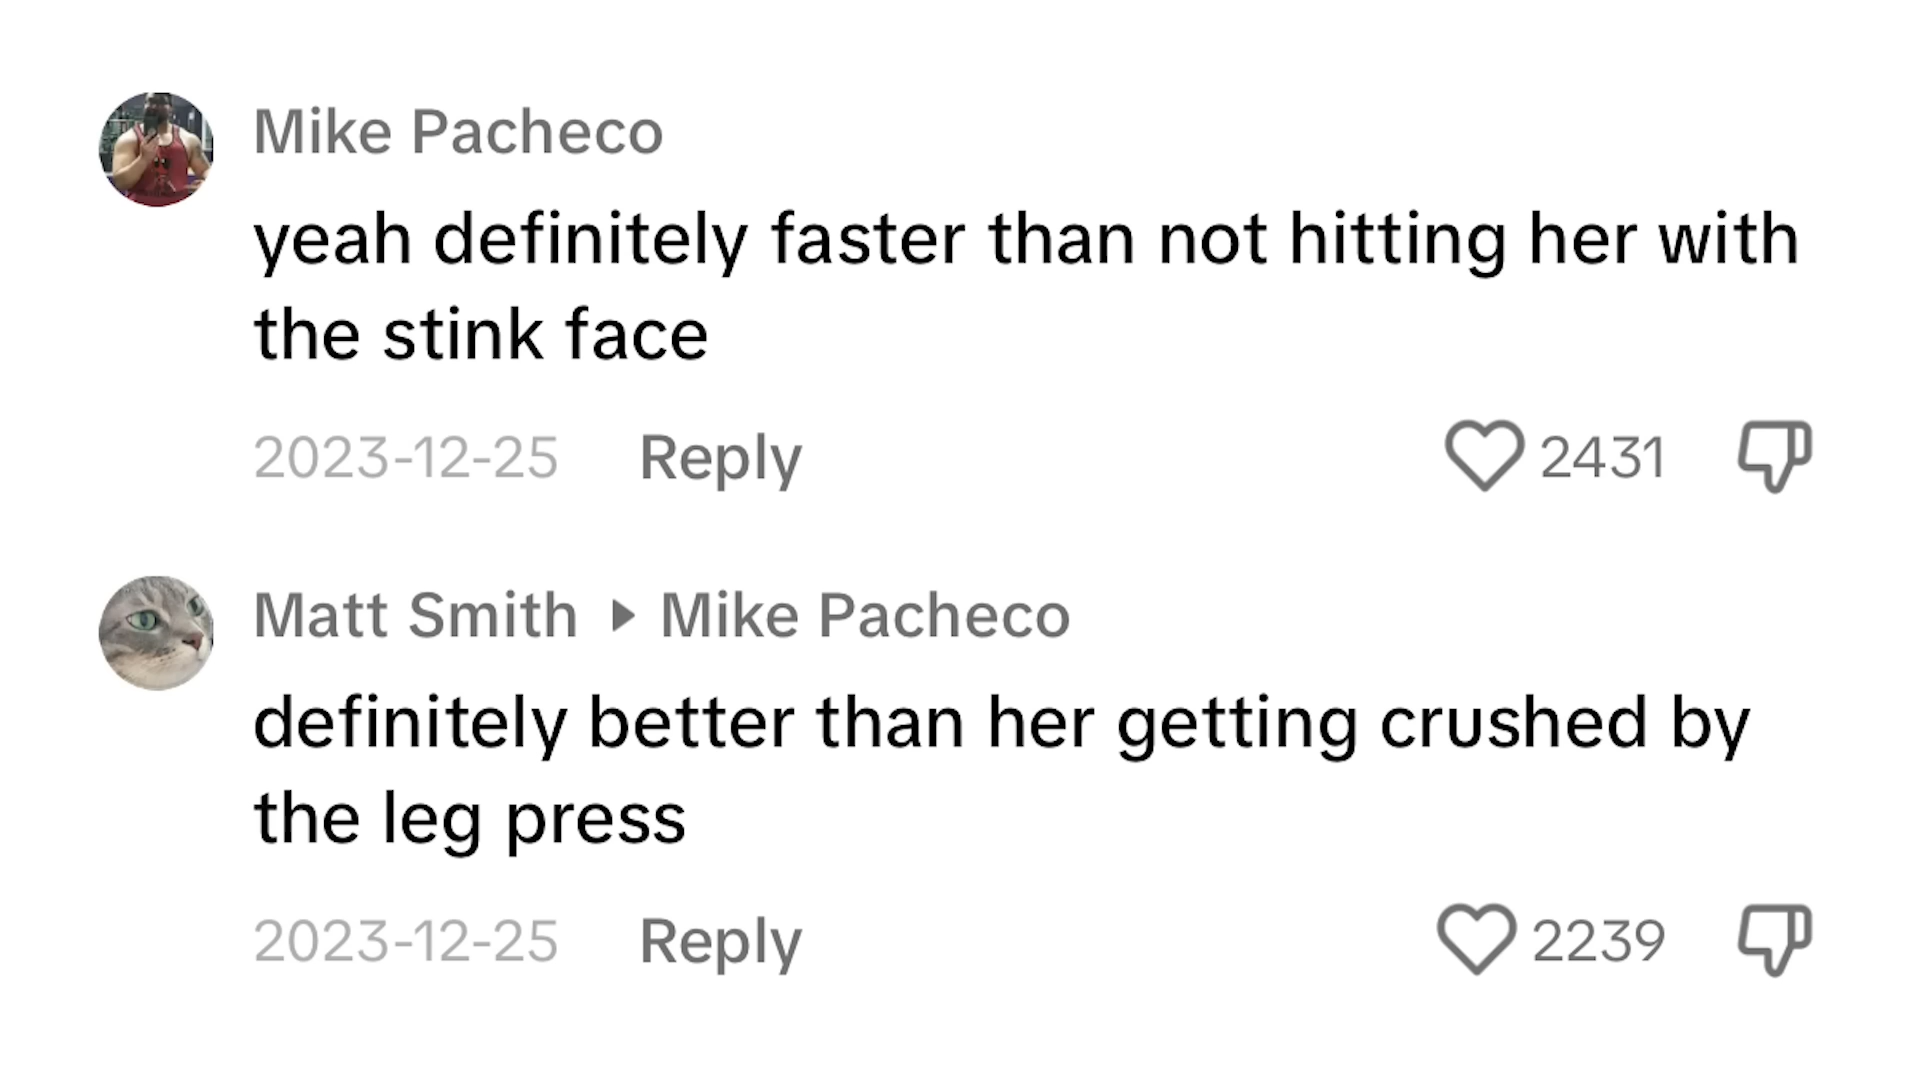 Mike Pacheco
yeah definitely faster than not hitting her with
the stink face
2023-12-25 Reply 2431
Matt Smith ▸ Mike Pacheco
definitely better than her getting crushed by
the leg press
2023-12-25 Reply 2239